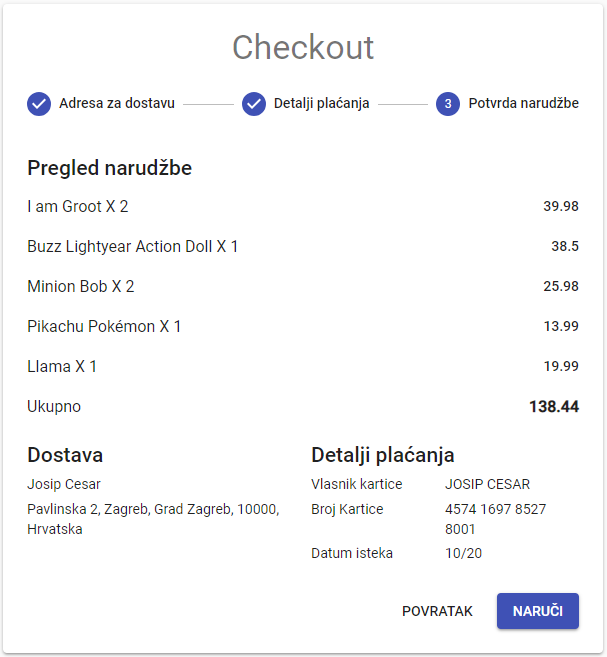 Checkout
Adresa za dostavu
Detalji plaćanja
3 Potvrda narudžbe
Pregled narudžbe
I am Groot X 2 39.98
Buzz Lightyear Action Doll X 1 38.5
Minion Bob X 2 25.98
Pikachu Pokémon X 1 13.99
Llama X 1 19.99
Ukupno 138.44
Dostava
Josip Cesar
Pavlinska 2, Zagreb, Grad Zagreb, 10000,
Hrvatska
Detalji plaćanja
Vlasnik kartice JOSIP CESAR
Broj Kartice 4574 1697 8527
8001
Datum isteka 10/20
POVRATAK NARUČI